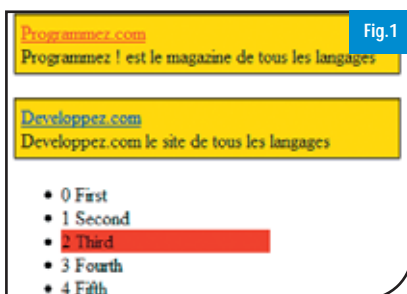 Fig.1
Programmez.com
Programmez ! est le magazine de tous les langages
Developpez.com
Developpez.com le site de tous les langages
• 0 First
• 1 Second
• 2 Third
• 3 Fourth
• 4 Fifth